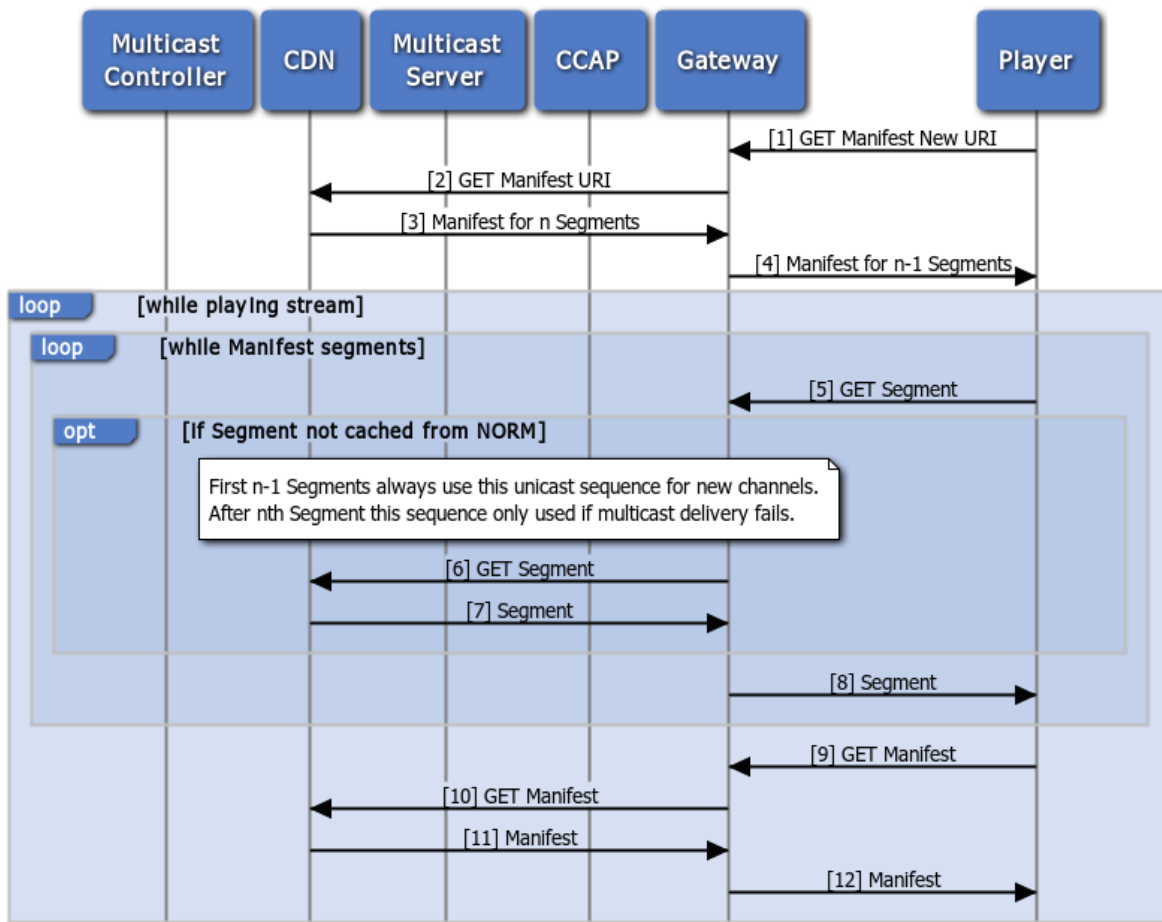 Multicast
Controller
CDN
Multicast
Server
CCAP
Gateway
Player
[1] GET Manifest New URI
[2] GET Manifest URI
[3] Manifest for n Segments
[4] Manifest for n-1 Segments
loop
[while playing stream]
loop
[while Manifest segments]
[5] GET Segment
opt
[If Segment not cached from NORM]
First n-1 Segments always use this unicast sequence for new channels.
After nth Segment this sequence only used if multicast delivery fails.
[6] GET Segment
[7] Segment
[8] Segment
[9] GET Manifest
[10] GET Manifest
[11] Manifest
[12] Manifest